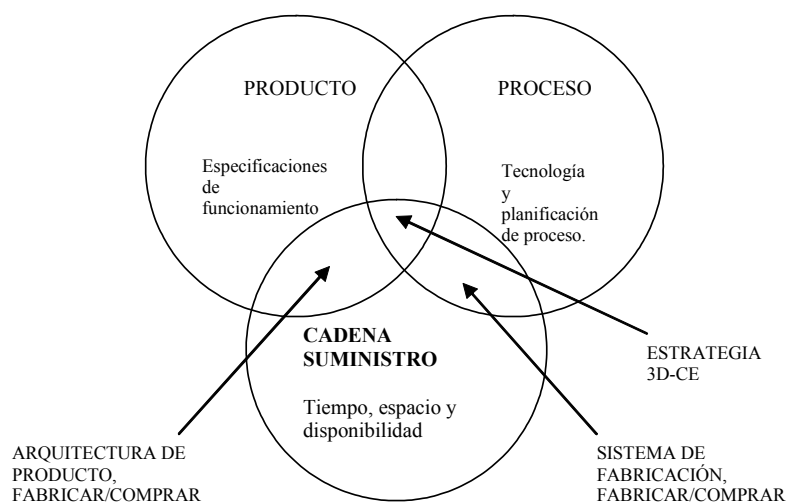 PRODUCTO
PROCESO
Especificaciones
de
funcionamiento
Tecnología
y
planificación
de proceso.
CADENA
SUMINISTRO
Tiempo, espacio y
disponibilidad
ESTRATEGIA
3D-CE
ARQUITECTURA DE
PRODUCTO,
FABRICAR/COMPRAR
SISTEMA DE
FABRICACIÓN,
FABRICAR/COMPRAR